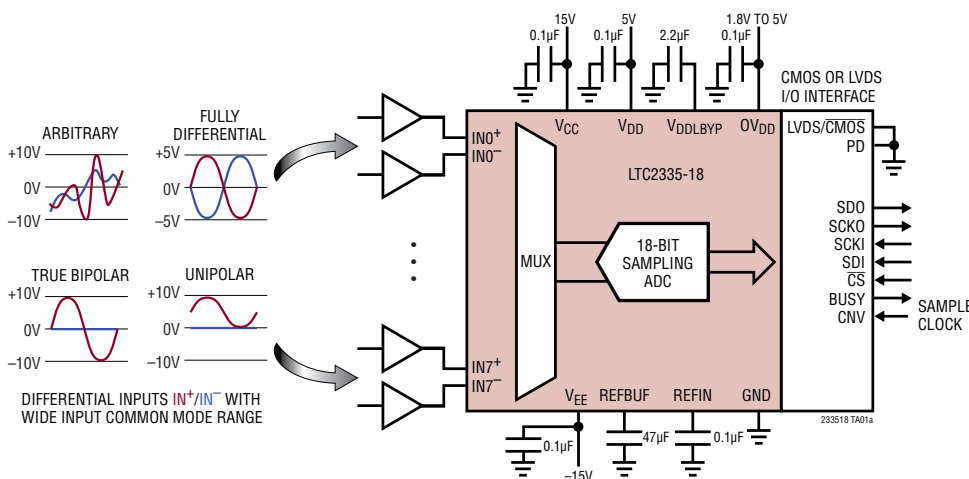 15V
5V
1.8V TO 5V
0.1µF
0.1µF
2.2µF
0.1µF
CMOS OR LVDS
I/O INTERFACE
VCC
VDD
VDDLBYP
OVDD
LVDS/CMOS
PD
LTC2335-18
ARBITRARY
+10V
0V
–10V
FULLY
DIFFERENTIAL
+5V
0V
–5V
IN0+
IN0–
MUX
18-BIT
SAMPLING
ADC
SDO
SCKO
SCKI
SDI
CS
BUSY
CNV
SAMPLE
CLOCK
TRUE BIPOLAR
+10V
0V
–10V
UNIPOLAR
+10V
0V
–10V
IN7+
IN7–
DIFFERENTIAL INPUTS IN+/IN– WITH
WIDE INPUT COMMON MODE RANGE
VEE
REFBUF
REFIN
GND
0.1µF
47µF
0.1µF
–15V
233518 TA01a